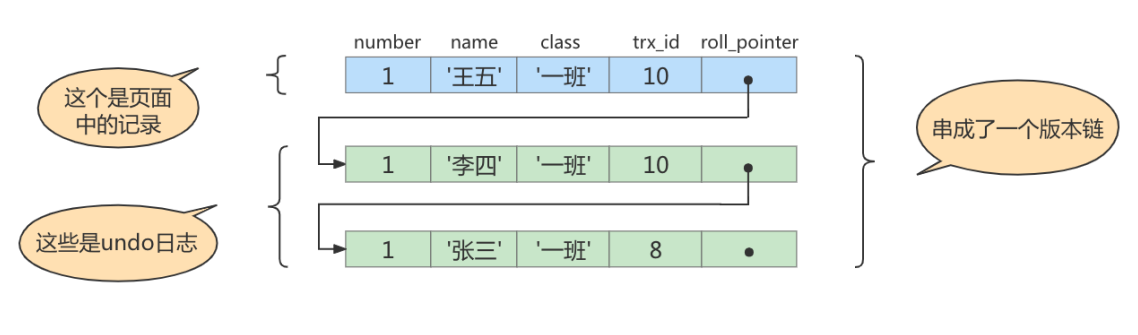 number name class trx_id roll_pointer
1 '王五' '一班' 10
这个是页面
中的记录
串成了一个版本链
1 '李四' '一班' 10
这些是undo日志
1 '张三' '一班' 8